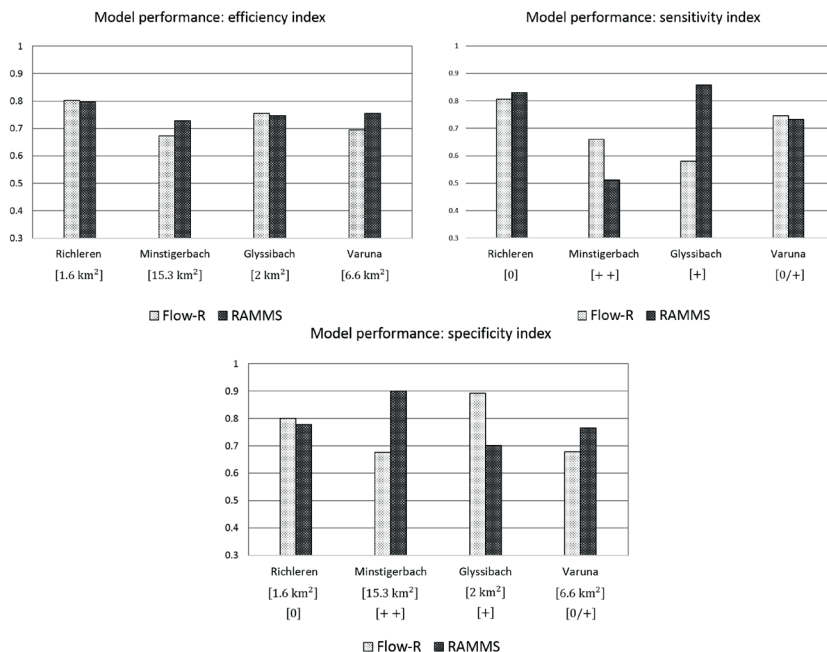 Model performance: efficiency index
1
0.9
0.8
0.7
0.6
0.5
0.4
0.3
Richleren Minstigerbach Glyssibach Varuna
[1.6 km²] [15.3 km²] [2 km²] [6.6 km²]
Flow-R RAMMS
Model performance: sensitivity index
1
0.9
0.8
0.7
0.6
0.5
0.4
0.3
Richleren Minstigerbach Glyssibach Varuna
[0] [+ +] [+] [0/+]
Flow-R RAMMS
Model performance: specificity index
1
0.9
0.8
0.7
0.6
0.5
0.4
0.3
Richleren Minstigerbach Glyssibach Varuna
[1.6 km²] [15.3 km²] [2 km²] [6.6 km²]
[0] [+ +] [+] [0/+]
Flow-R RAMMS